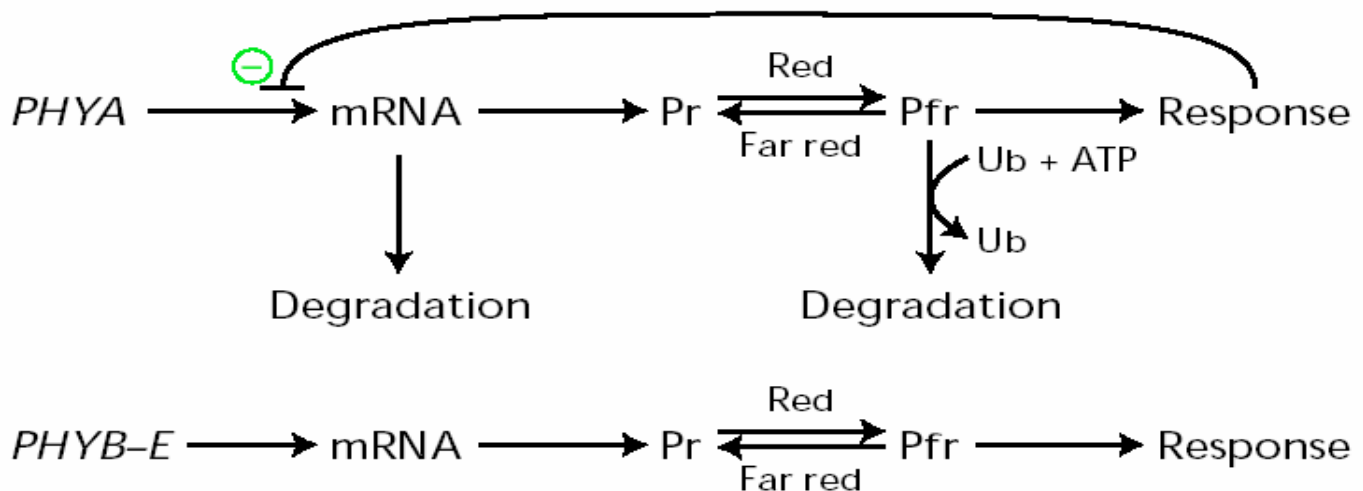 −
Red
PHYA mRNA Pr Pfr Response
Far red
Ub + ATP
Ub
Degradation Degradation
Red
PHYB–E mRNA Pr Pfr Response
Far red